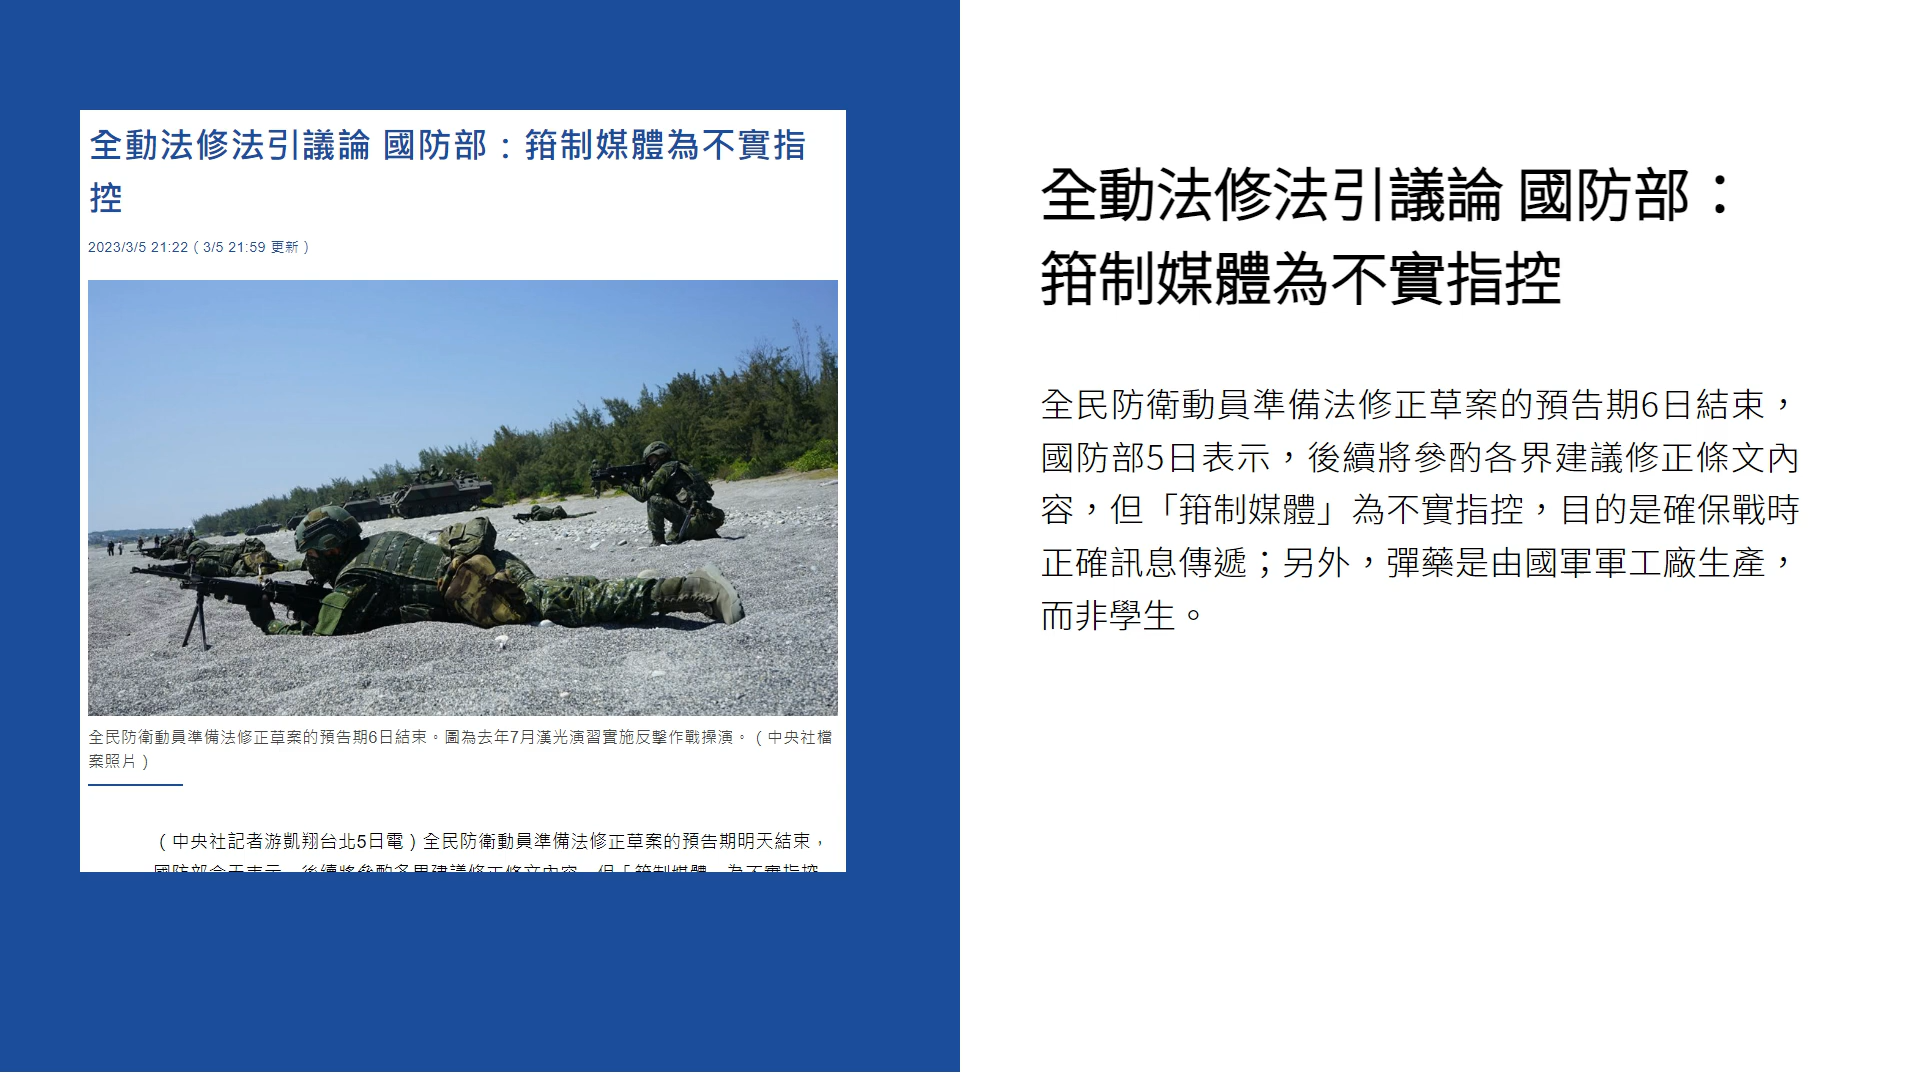 全動法修法引議論 國防部：箝制媒體為不實指
控
2023/3/5 21:22（3/5 21:59 更新）
全民防衛動員準備法修正草案的預告期6日結束。圖為去年7月漢光演習實施反擊作戰操演。（中央社檔
案照片）
（中央社記者游凱翔台北5日電）全民防衛動員準備法修正草案的預告期明天結束，
國防部今天表示，後續將參酌各界建議修正條文內容，但「箝制媒體」為不實指控，
全動法修法引議論 國防部：
箝制媒體為不實指控
全民防衛動員準備法修正草案的預告期6日結束，
國防部5日表示，後續將參酌各界建議修正條文內
容，但「箝制媒體」為不實指控，目的是確保戰時
正確訊息傳遞；另外，彈藥是由國軍軍工廠生產，
而非學生。